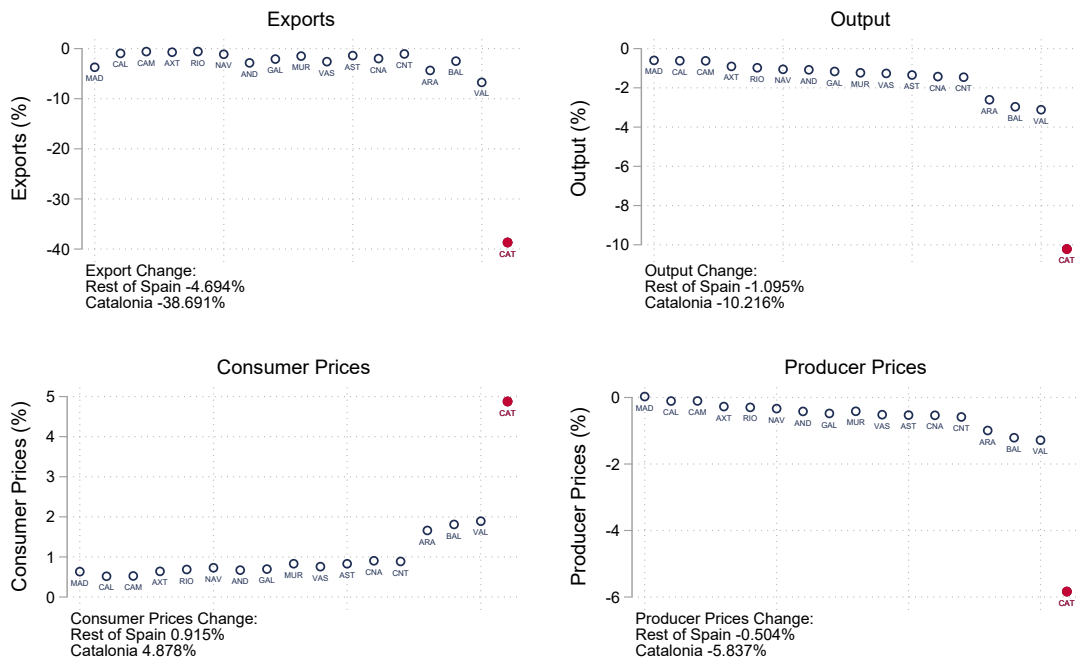 Exports
Exports (%)
0
-10
-20
-30
-40
MAD
CAL
CAM
AXT
RIO
NAV
AND
GAL
MUR
VAS
AST
CNA
CNT
ARA
BAL
VAL
CAT
Export Change:
Rest of Spain -4.694%
Catalonia -38.691%
Output
Output (%)
0
-2
-4
-6
-8
-10
MAD
CAL
CAM
AXT
RIO
NAV
AND
GAL
MUR
VAS
AST
CNA
CNT
ARA
BAL
VAL
CAT
Output Change:
Rest of Spain -1.095%
Catalonia -10.216%
Consumer Prices
Consumer Prices (%)
5
4
3
2
1
0
MAD
CAL
CAM
AXT
RIO
NAV
AND
GAL
MUR
VAS
AST
CNA
CNT
ARA
BAL
VAL
CAT
Consumer Prices Change:
Rest of Spain 0.915%
Catalonia 4.878%
Producer Prices
Producer Prices (%)
0
-2
-4
-6
MAD
CAL
CAM
AXT
RIO
NAV
AND
GAL
MUR
VAS
AST
CNA
CNT
ARA
BAL
VAL
CAT
Producer Prices Change:
Rest of Spain -0.504%
Catalonia -5.837%